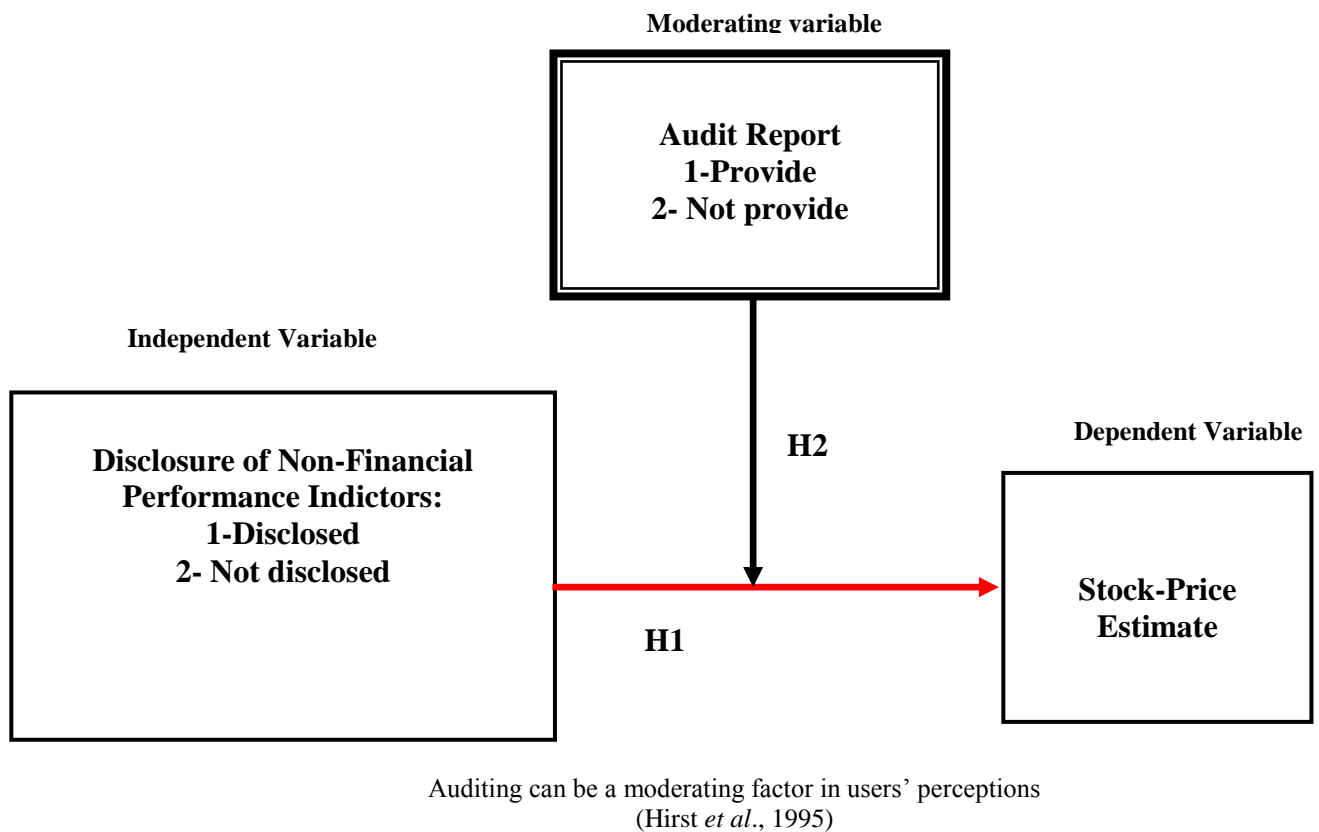 Moderating variable
Audit Report
1-Provide
2- Not provide
Independent Variable
Disclosure of Non-Financial
Performance Indictors:
1-Disclosed
2- Not disclosed
H2
H1
Dependent Variable
Stock-Price
Estimate
Auditing can be a moderating factor in users’ perceptions
(Hirst et al., 1995)